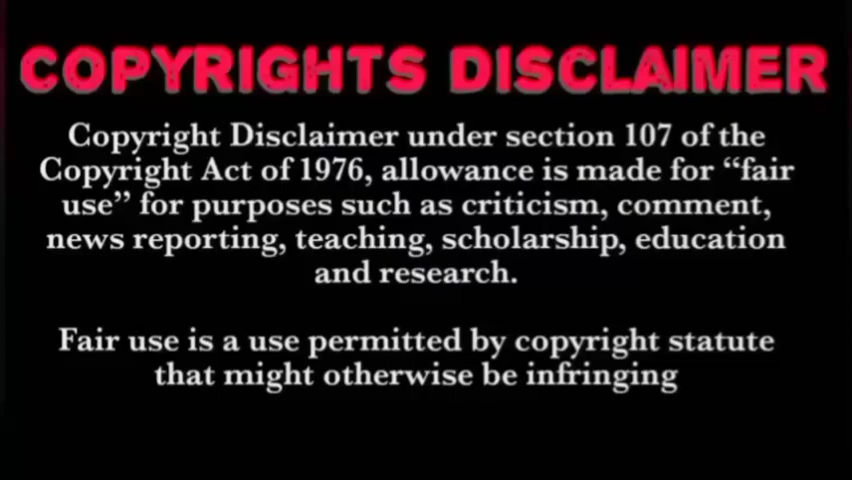 COPYRIGHTS DISCLAIMER
Copyright Disclaimer under section 107 of the
Copyright Act of 1976, allowance is made for “fair
use” for purposes such as criticism, comment,
news reporting, teaching, scholarship, education
and research.
Fair use is a use permitted by copyright statute
that might otherwise be infringing